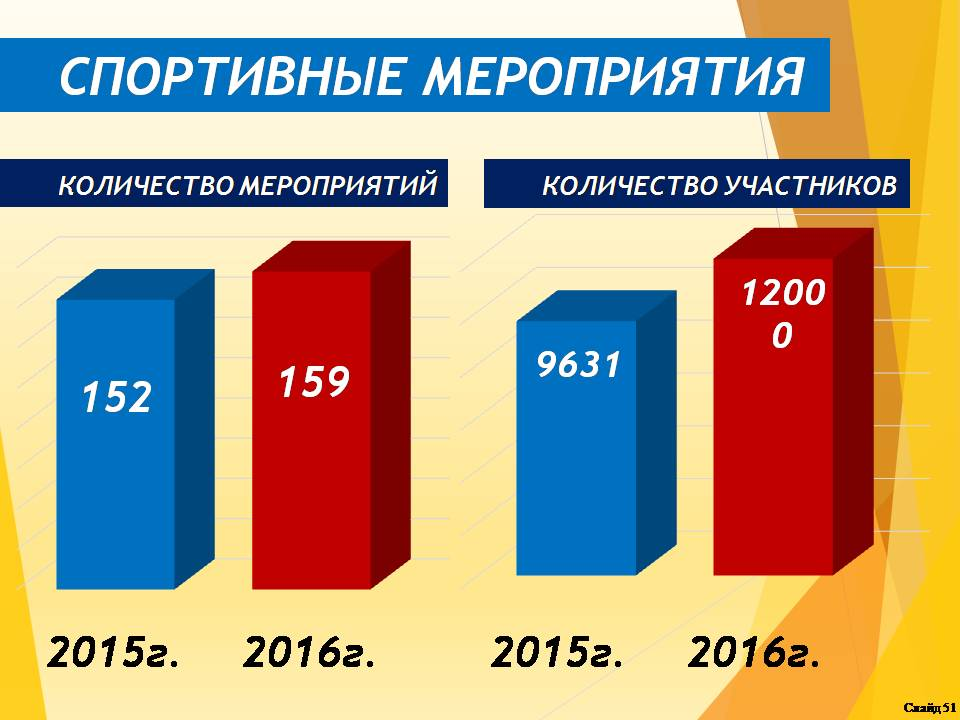 СПОРТИВНЫЕ МЕРОПРИЯТИЯ
КОЛИЧЕСТВО МЕРОПРИЯТИЙ
152
159
2015г.
2016г.
КОЛИЧЕСТВО УЧАСТНИКОВ
9631
1200
0
2015г.
2016г.
Слайд 51